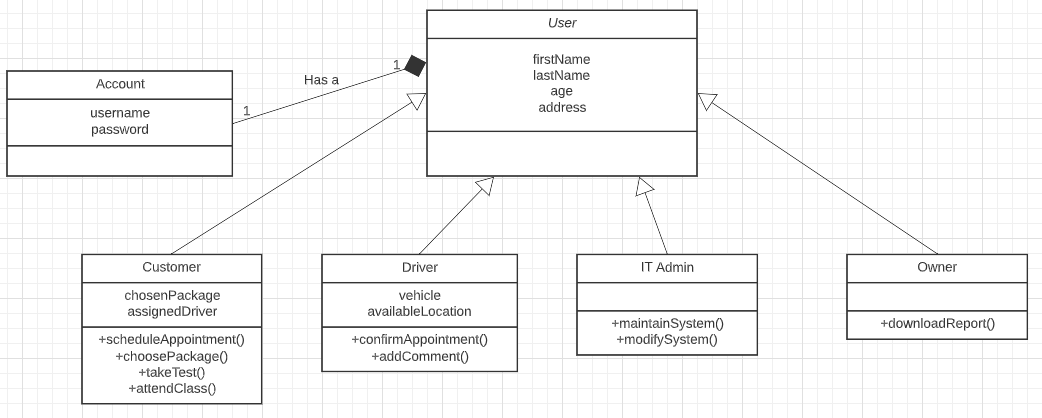 User
firstName
lastName
age
address
Account
username
password
1
Has a
1
Customer
chosenPackage
assignedDriver
+scheduleAppointment()
+choosePackage()
+takeTest()
+attendClass()
Driver
vehicle
availableLocation
+confirmAppointment()
+addComment()
IT Admin
+maintainSystem()
+modifySystem()
Owner
+downloadReport()